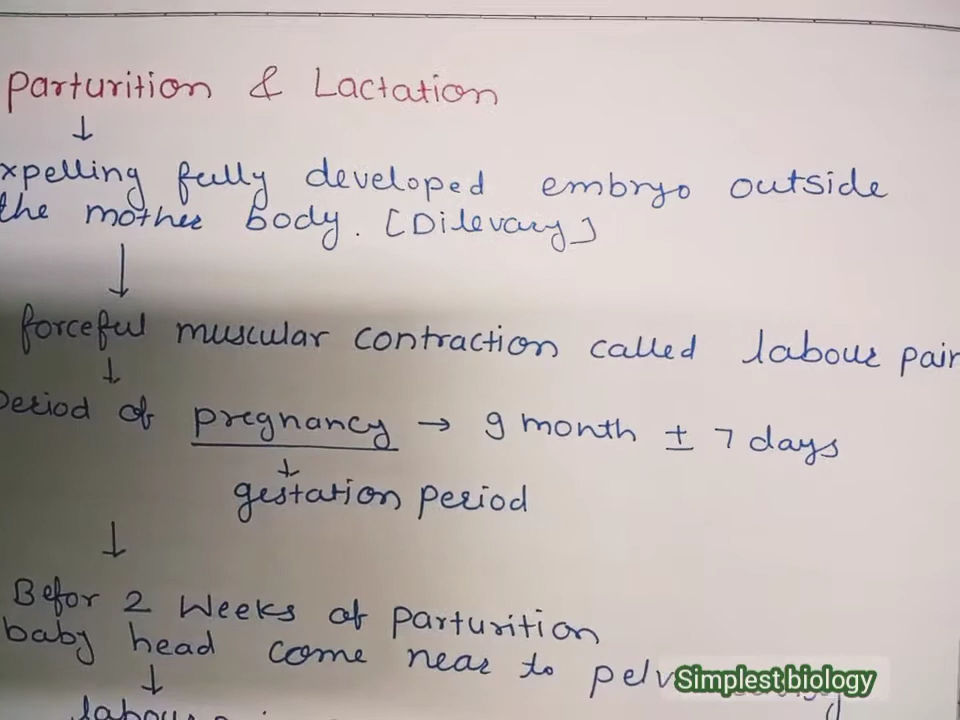 Parturition & Lactation
xpelling fully developed embryo outside
the mother body. [Dilevary]
forceful muscular contraction called labour pain
Period of pregnancy → 9 month ± 7 days
gestation period
Befor 2 Weeks of parturition
baby head come near to pelv
Simplest biology
labour